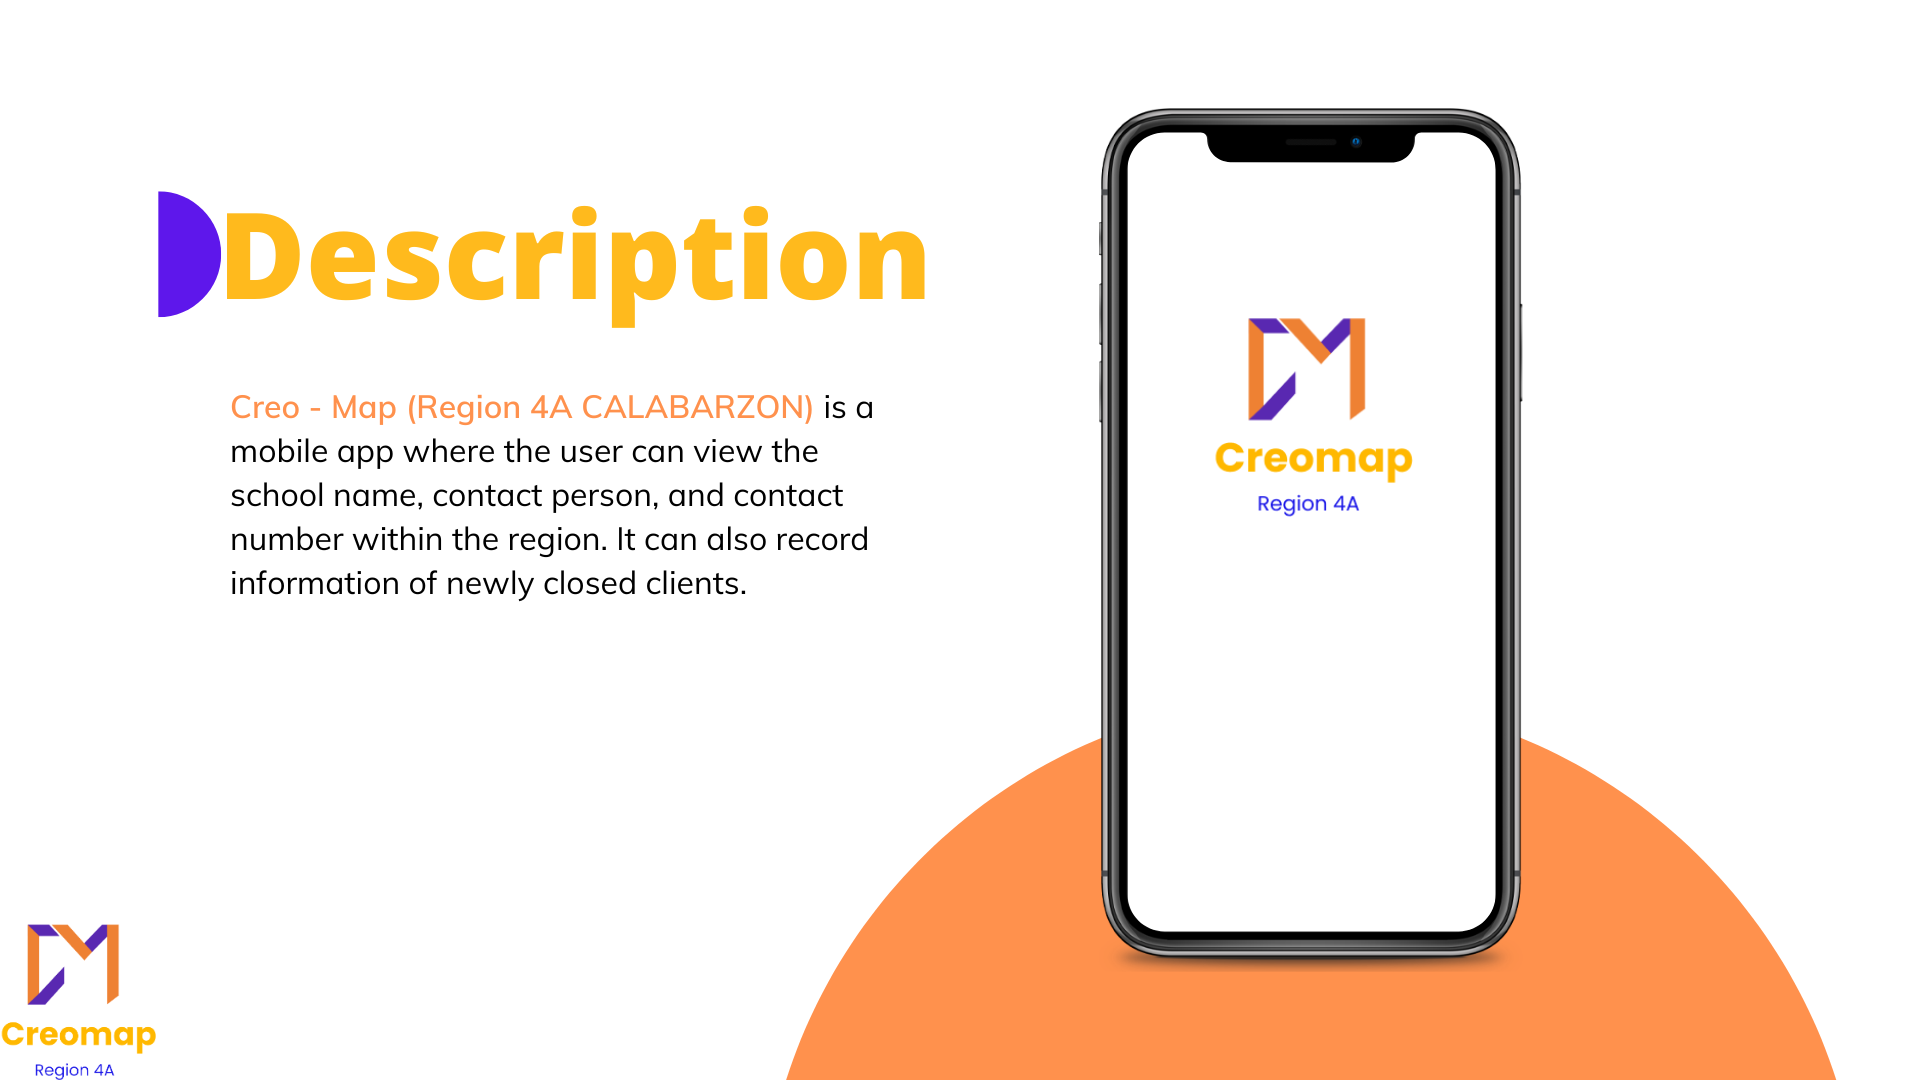 Description
Creo - Map (Region 4A CALABARZON) is a
mobile app where the user can view the
school name, contact person, and contact
number within the region. It can also record
information of newly closed clients.
Creomap
Region 4A
Creomap
Region 4A